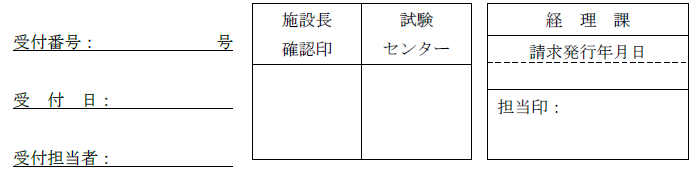 受付番号：　　　　　　　号
受　付　日：
受付担当者：
施設長
確認印
試験
センター
経　理　課
請求発行年月日
担当印：